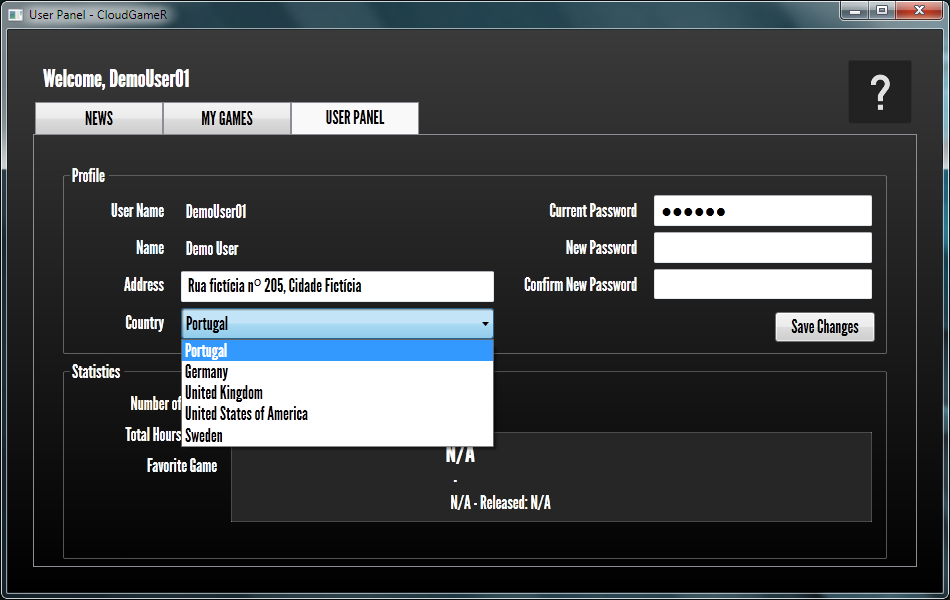 User Panel - CloudGameR
Welcome, DemoUser01
?
NEWS
MY GAMES
USER PANEL
Profile
User Name
DemoUser01
Name
Demo User
Address
Rua fictícia nº 205, Cidade Fictícia
Country
Portugal
Portugal
Germany
United Kingdom
United States of America
Sweden
Current Password
●●●●●●
New Password
Confirm New Password
Save Changes
Statistics
Number of
Total Hours
Favorite Game
N/A
-
N/A - Released: N/A